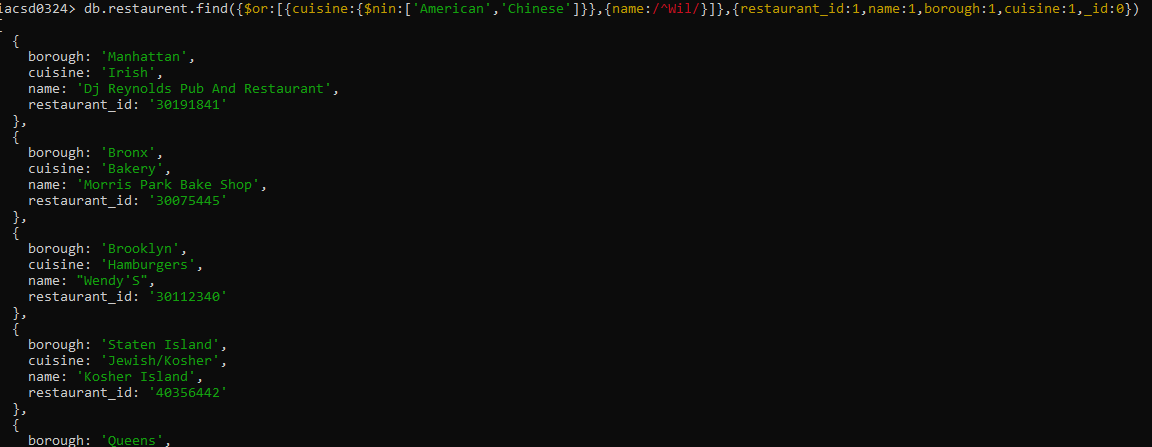 iacsd0324> db.restaurent.find({$or:[{cuisine:{$nin:['American','Chinese']}},{name:/^Wil/}]},{restaurant_id:1,name:1,borough:1,cuisine:1,_id:0})
{
borough: 'Manhattan',
cuisine: 'Irish',
name: 'Dj Reynolds Pub And Restaurant',
restaurant_id: '30191841'
},
{
borough: 'Bronx',
cuisine: 'Bakery',
name: 'Morris Park Bake Shop',
restaurant_id: '30075445'
},
{
borough: 'Brooklyn',
cuisine: 'Hamburgers',
name: "Wendy'S",
restaurant_id: '30112340'
},
{
borough: 'Staten Island',
cuisine: 'Jewish/Kosher',
name: 'Kosher Island',
restaurant_id: '40356442'
},
{
borough: 'Queens',